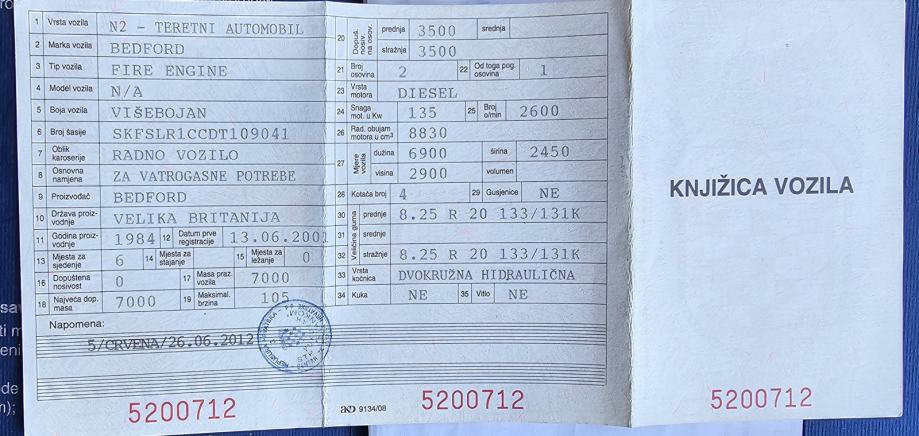 1 Vrsta vozila N2 - TERETNI AUTOMOBIL
2 Marka vozila BEDFORD
3 Tip vozila FIRE ENGINE
4 Model vozila N/A
5 Boja vozila VIŠEBOJAN
6 Broj šasije SKFSLR1CCDT109041
7 Oblik karoserije RADNO VOZILO
8 Osnovna namjena ZA VATROGASNE POTREBE
9 Proizvođač BEDFORD
10 Država proizvodnje VELIKA BRITANIJA
11 Godina proizvodnje 1984 12 Datum prve registracije 13.06.2001
13 Mjesta za sjedenje 6 14 Mjesta za stajanje 15 Mjesta za ležanje 0
16 Dopuštena nosivost 0 17 Masa praz. vozila 7000
18 Najveća dop. masa 7000 19 Maksimal. brzina 105
Napomena:
5/CRVENA/26.06.2012
5200712
20 Dopuš. nosiv. na osov. prednja 3500 srednja
stražnja 3500
21 Broj osovina 2 22 Od toga pog. osovina 1
23 Vrsta motora DIESEL
24 Snaga mot. u Kw 135 25 Broj o/min 2600
26 Rad. obujam motora u cm³ 8830
27 Mjere vozila dužina 6900 širina 2450
visina 2900 volumen
28 Kotača broj 4 29 Gusjenice NE
30 Veličina guma prednje 8.25 R 20 133/131K
31 srednje
32 stražnje 8.25 R 20 133/131K
33 Vrsta kočnica DVOKRUŽNA HIDRAULIČNA
34 Kuka NE 35 Vitlo NE
AKD 9134/08
5200712
KNJIŽICA VOZILA
5200712